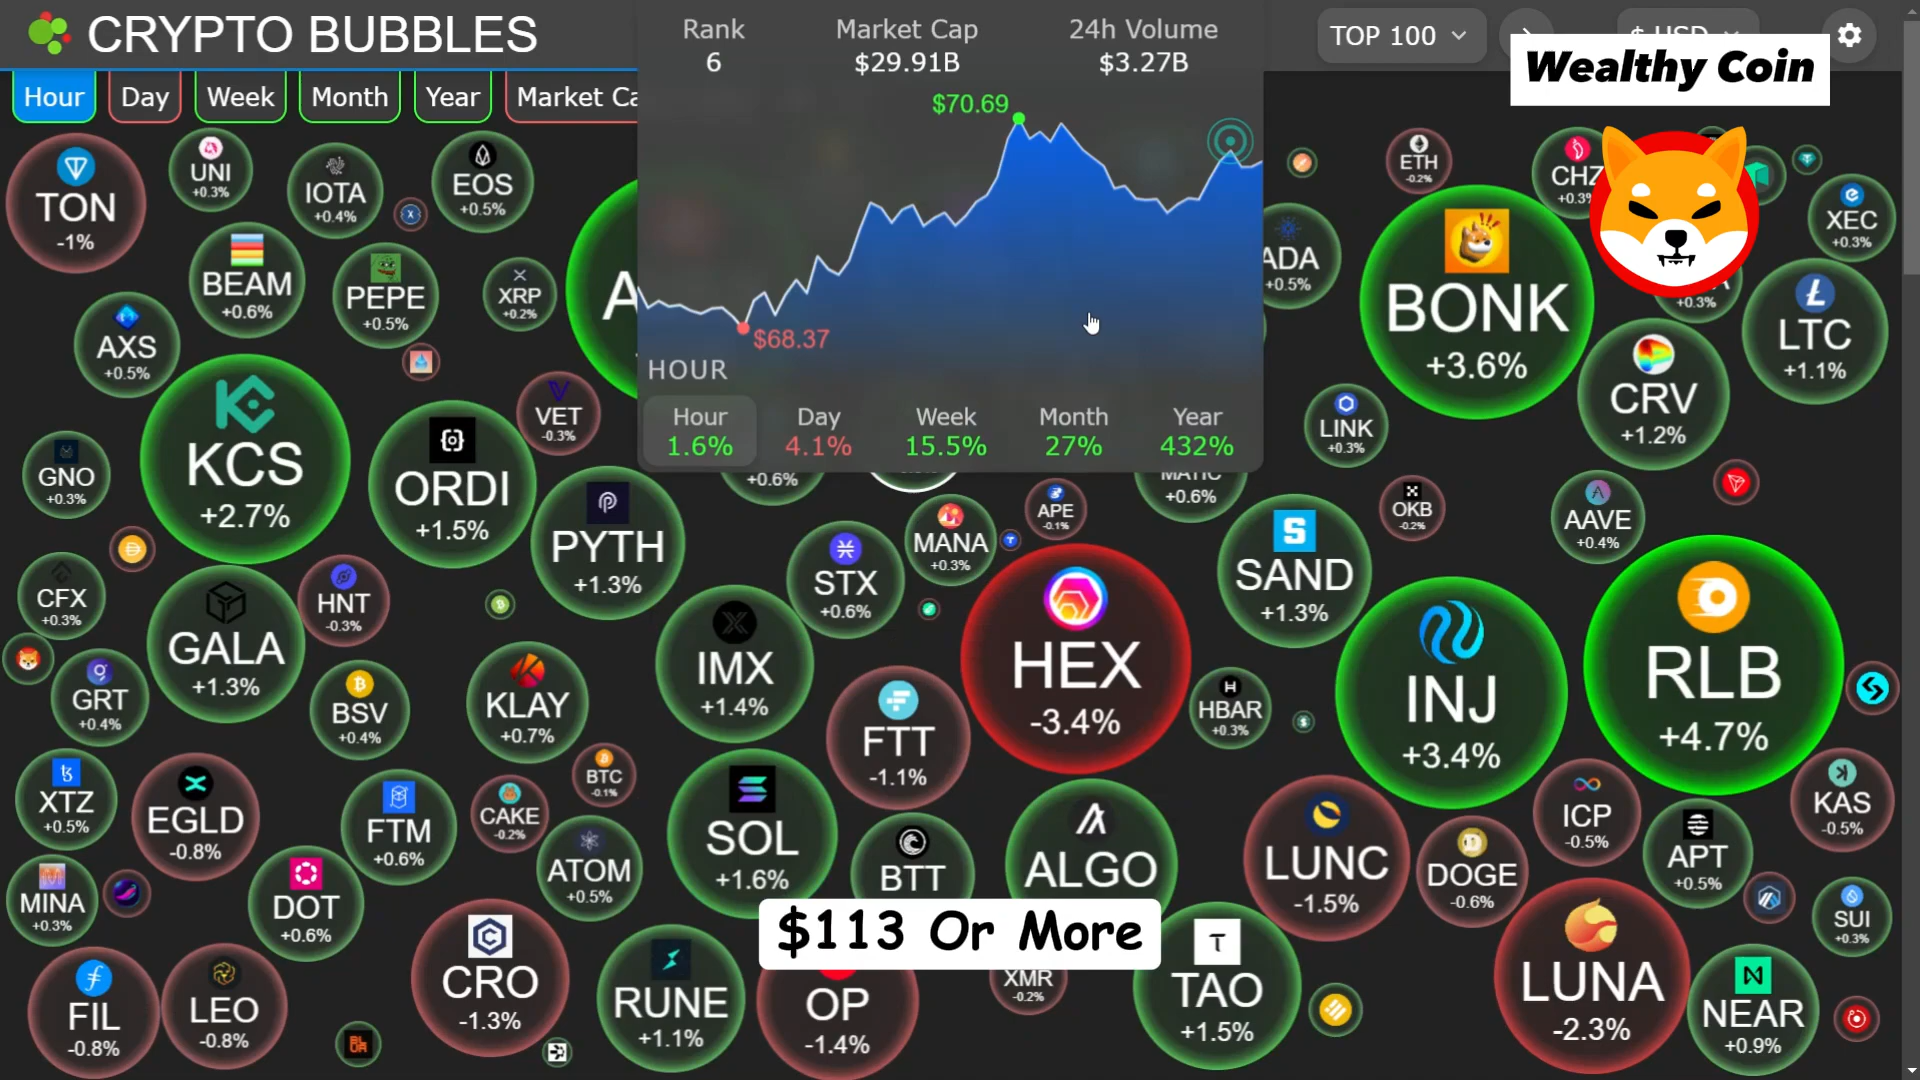 CRYPTO BUBBLES
Rank
6
Market Cap
$29.91B
24h Volume
$3.27B
TOP 100
Wealthy Coin
Hour
Day
Week
Month
Year
$70.69
$68.37
HOUR
Hour
1.6%
Day
4.1%
Week
15.5%
Month
27%
Year
432%
TON
-1%
UNI
+0.3%
IOTA
+0.4%
EOS
+0.5%
BEAM
+0.6%
PEPE
+0.5%
XRP
+0.2%
AXS
+0.5%
KCS
+2.7%
ORDI
+1.5%
VET
-0.3%
GNO
+0.3%
PYTH
+1.3%
+0.6%
ETH
-0.2%
CHZ
+0.3%
XEC
+0.3%
ADA
+0.5%
BONK
+3.6%
+0.3%
LTC
+1.1%
CRV
+1.2%
LINK
+0.3%
MATIC
+0.6%
APE
-0.1%
OKB
-0.2%
AAVE
+0.4%
MANA
+0.3%
STX
+0.6%
SAND
+1.3%
CFX
+0.3%
HNT
-0.3%
GALA
+1.3%
GRT
+0.4%
BSV
+0.4%
KLAY
+0.7%
IMX
+1.4%
HEX
-3.4%
HBAR
+0.3%
INJ
+3.4%
RLB
+4.7%
FTT
-1.1%
XTZ
+0.5%
EGLD
-0.8%
FTM
+0.6%
CAKE
-0.2%
BTC
-0.1%
ATOM
+0.5%
SOL
+1.6%
BTT
ALGO
LUNC
-1.5%
DOGE
-0.6%
ICP
-0.5%
APT
+0.5%
KAS
-0.5%
MINA
+0.3%
DOT
+0.6%
SUI
+0.3%
$113 Or More
FIL
-0.8%
LEO
-0.8%
CRO
-1.3%
RUNE
+1.1%
OP
-1.4%
XMR
-0.2%
TAO
+1.5%
LUNA
-2.3%
NEAR
+0.9%